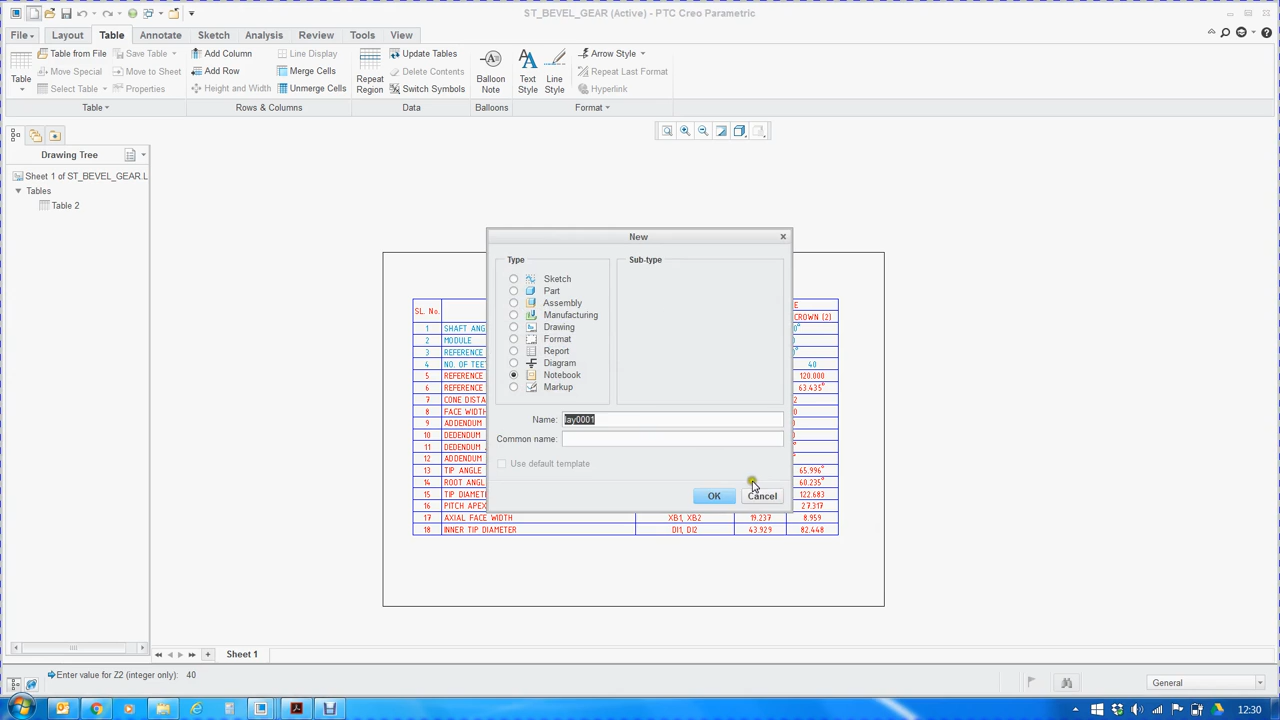 ST_BEVEL_GEAR (Active) - PTC Creo Parametric
File Layout Table Annotate Sketch Analysis Review Tools View
Table from File Save Table Add Column Line Display Update Tables Arrow Style
Move Special Move to Sheet Add Row Merge Cells Delete Contents Repeat Last Format
Table Select Table Properties Height and Width Unmerge Cells Repeat Region Switch Symbols Balloon Note Text Style Line Style Hyperlink
Table Rows & Columns Data Balloons Format
Drawing Tree
Sheet 1 of ST_BEVEL_GEAR.L
Tables
Table 2
New
Type
Sketch
Part
Assembly
Manufacturing
Drawing
Format
Report
Diagram
Notebook
Markup
Sub-type
Name: lay0001
Common name:
Use default template
OK Cancel
SL. No. E
CROWN (2)
1 SHAFT ANG
2 MODULE
3 REFERENCE
4 NO. OF TEE 40
5 REFERENCE 120.000
6 REFERENCE 63.435°
7 CONE DISTA
8 FACE WIDTH
9 ADDENDUM
10 DEDENDUM
11 DEDENDUM
12 ADDENDUM
13 TIP ANGLE 65.996°
14 ROOT ANGL 60.235°
15 TIP DIAMETE 122.683
16 PITCH APEX 27.317
17 AXIAL FACE WIDTH XB1, XB2 19.237 8.959
18 INNER TIP DIAMETER DI1, DI2 43.929 82.448
Sheet 1
Enter value for Z2 (integer only): 40
General
12:30